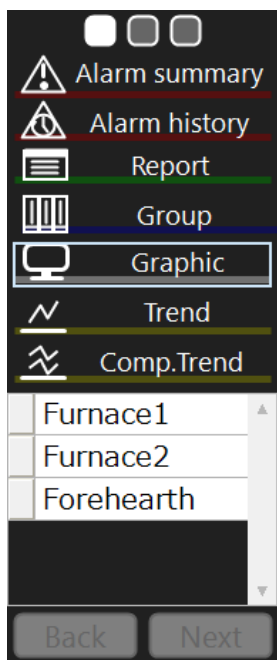 Alarm summary
Alarm history
Report
Group
Graphic
Trend
Comp.Trend
Furnace1
Furnace2
Forehearth
Back Next